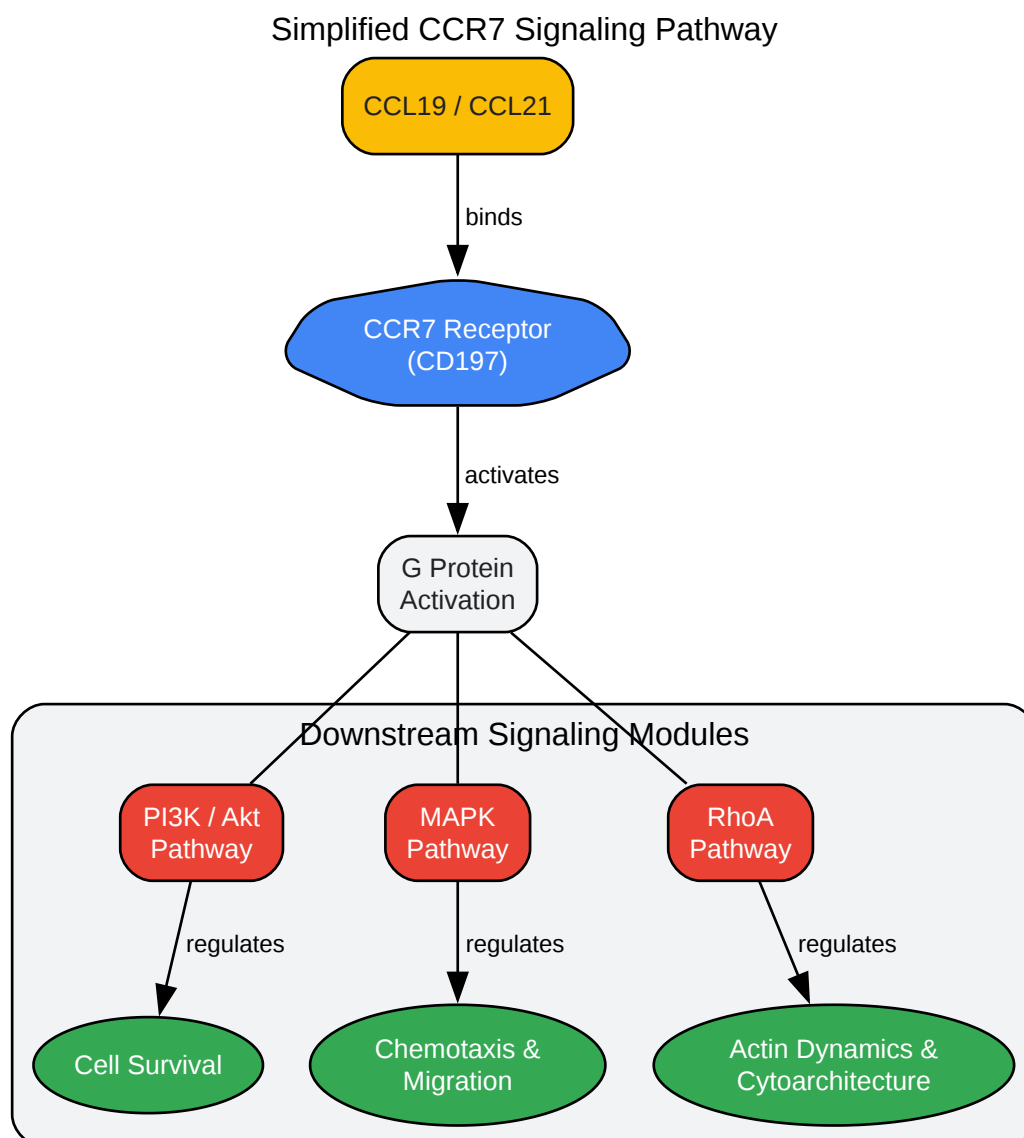 Simplified CCR7 Signaling Pathway
CCL19 / CCL21
binds
CCR7 Receptor
(CD197)
activates
G Protein
Activation
Downstream Signaling Modules
PI3K / Akt
Pathway
MAPK
Pathway
RhoA
Pathway
regulates
regulates
regulates
Cell Survival
Chemotaxis &
Migration
Actin Dynamics &
Cytoarchitecture